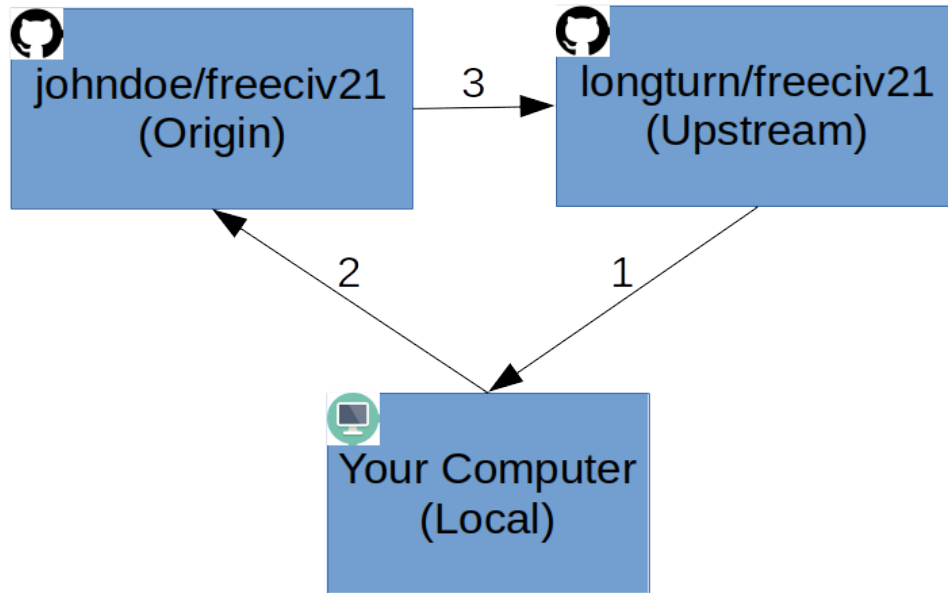 johndoe/freeciv21
(Origin)
3
longturn/freeciv21
(Upstream)
2
1
Your Computer
(Local)